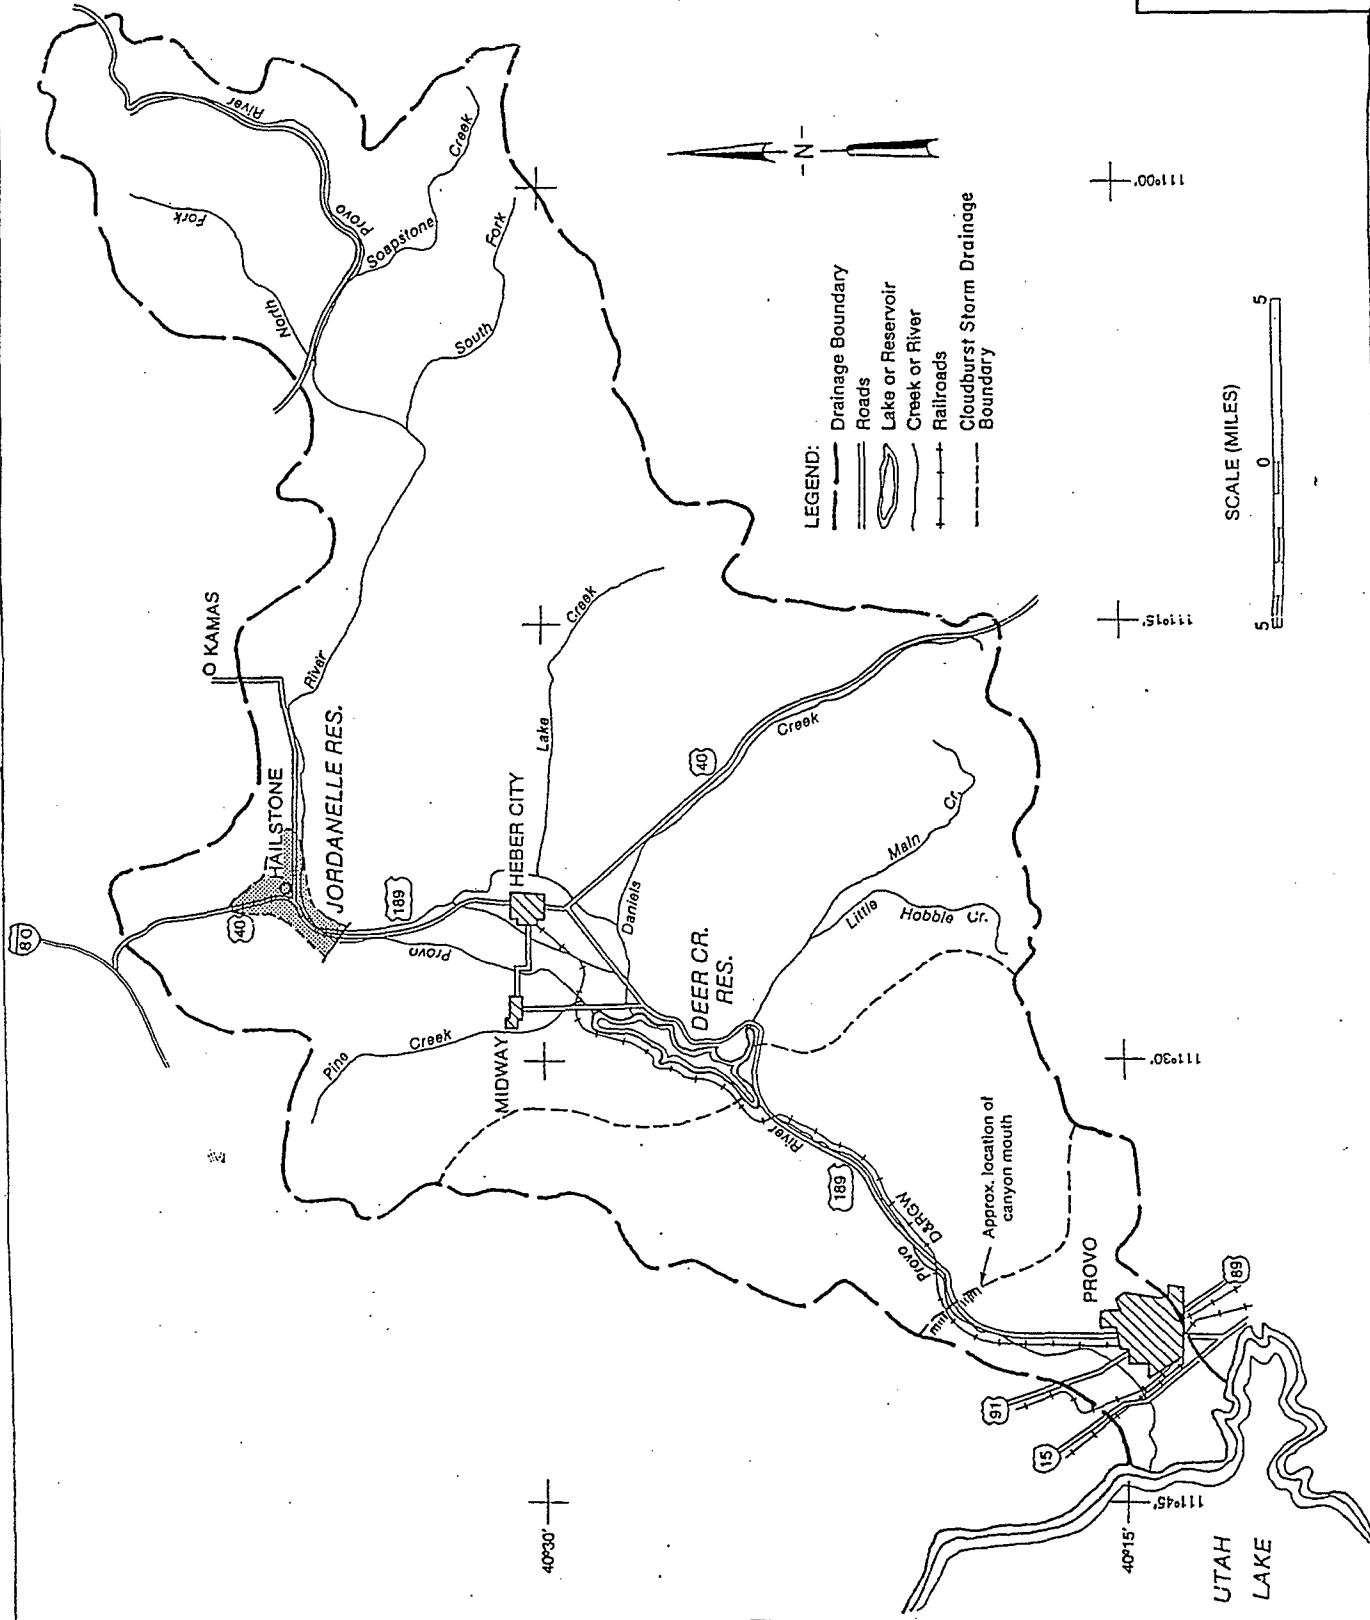 River
Fork
Creek
Provo
Soapstone
Fork
North
South
-N-
111°00'
LEGEND:
Drainage Boundary
Roads
Lake or Reservoir
Creek or River
Railroads
Cloudburst Storm Drainage
Boundary
SCALE (MILES)
5
0
5
O KAMAS
River
JORDANELLE RES.
HAILSTONE
Lake
Creek
111°15'
80
40
189
Provo
HEBER CITY
40
Creek
Daniels
Main
Cr.
Little
Hobble Cr.
DEER CR.
RES.
Pine
Creek
MIDWAY
111°30'
River
189
D&RGW
Provo
Approx. location of
canyon mouth
PROVO
89
91
15
40°30'
40°15'
111°45'
UTAH
LAKE